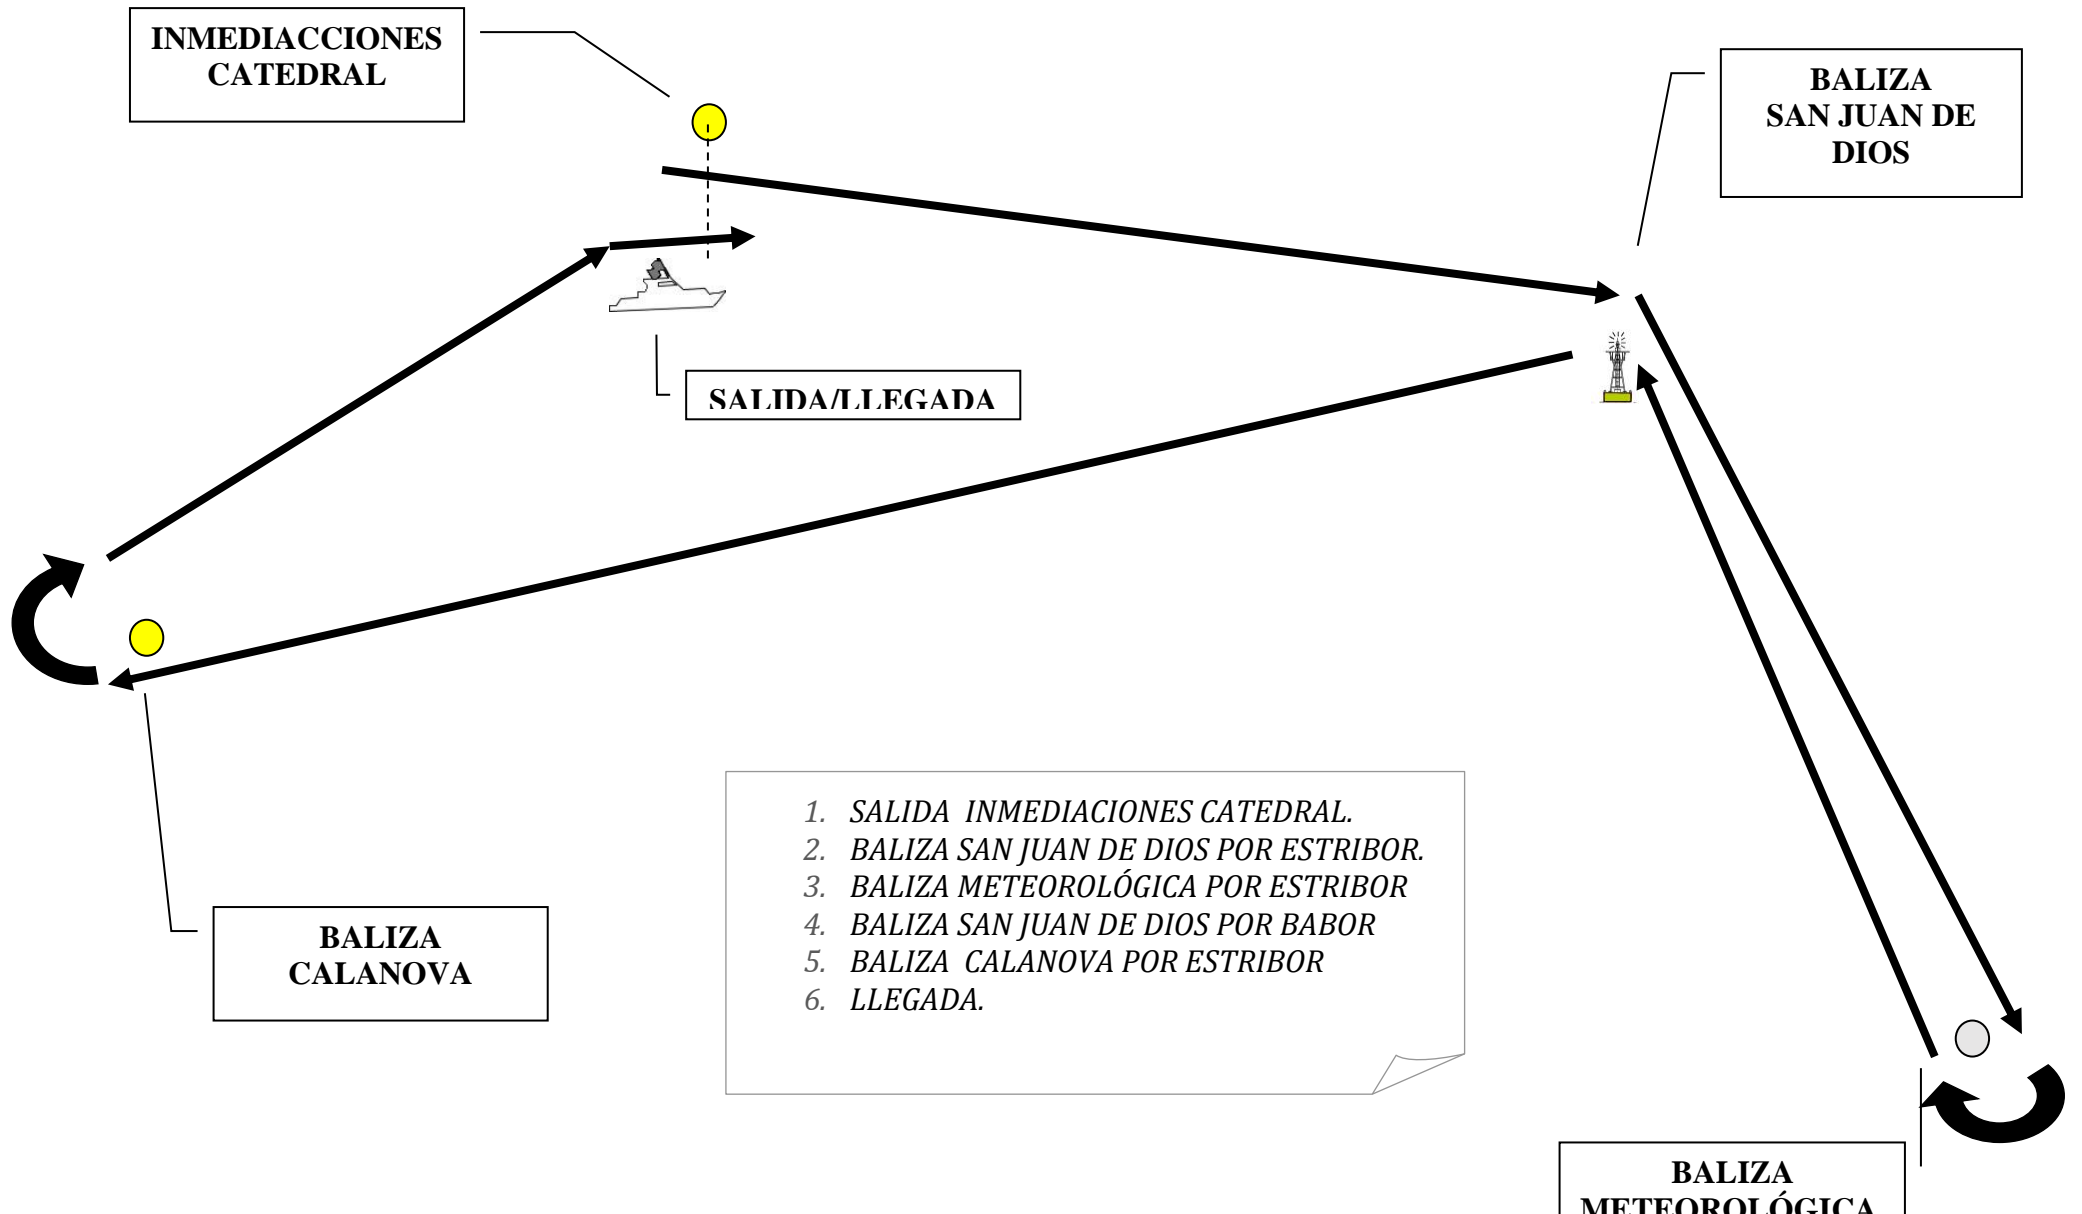 INMEDIACCIONES
CATEDRAL
BALIZA
SAN JUAN DE
DIOS
SALIDA/LLEGADA
1. SALIDA INMEDIACIONES CATEDRAL.
2. BALIZA SAN JUAN DE DIOS POR ESTRIBOR.
3. BALIZA METEOROLÓGICA POR ESTRIBOR
4. BALIZA SAN JUAN DE DIOS POR BABOR
5. BALIZA CALANOVA POR ESTRIBOR
6. LLEGADA.
BALIZA
CALANOVA
BALIZA
METEOROLÓGICA